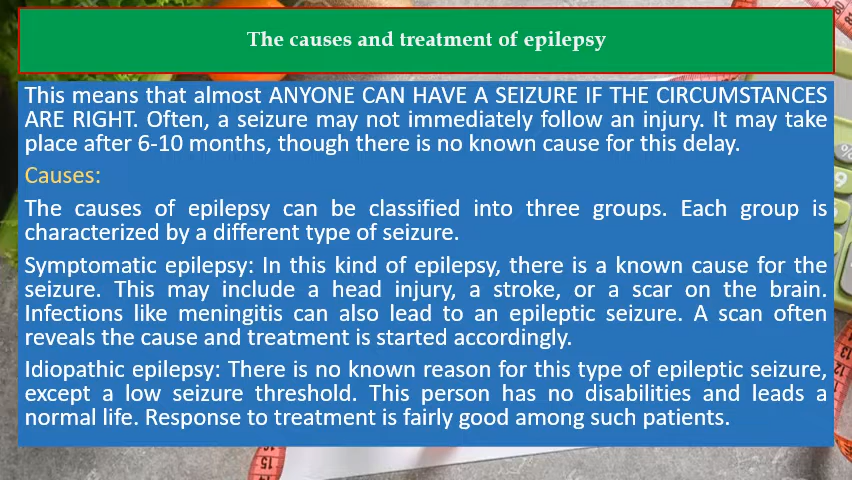 The causes and treatment of epilepsy
This means that almost ANYONE CAN HAVE A SEIZURE IF THE CIRCUMSTANCES
ARE RIGHT. Often, a seizure may not immediately follow an injury. It may take
place after 6-10 months, though there is no known cause for this delay.
Causes:
The causes of epilepsy can be classified into three groups. Each group is
characterized by a different type of seizure.
Symptomatic epilepsy: In this kind of epilepsy, there is a known cause for the
seizure. This may include a head injury, a stroke, or a scar on the brain.
Infections like meningitis can also lead to an epileptic seizure. A scan often
reveals the cause and treatment is started accordingly.
Idiopathic epilepsy: There is no known reason for this type of epileptic seizure,
except a low seizure threshold. This person has no disabilities and leads a
normal life. Response to treatment is fairly good among such patients.
80
81
%
9
13
12
15